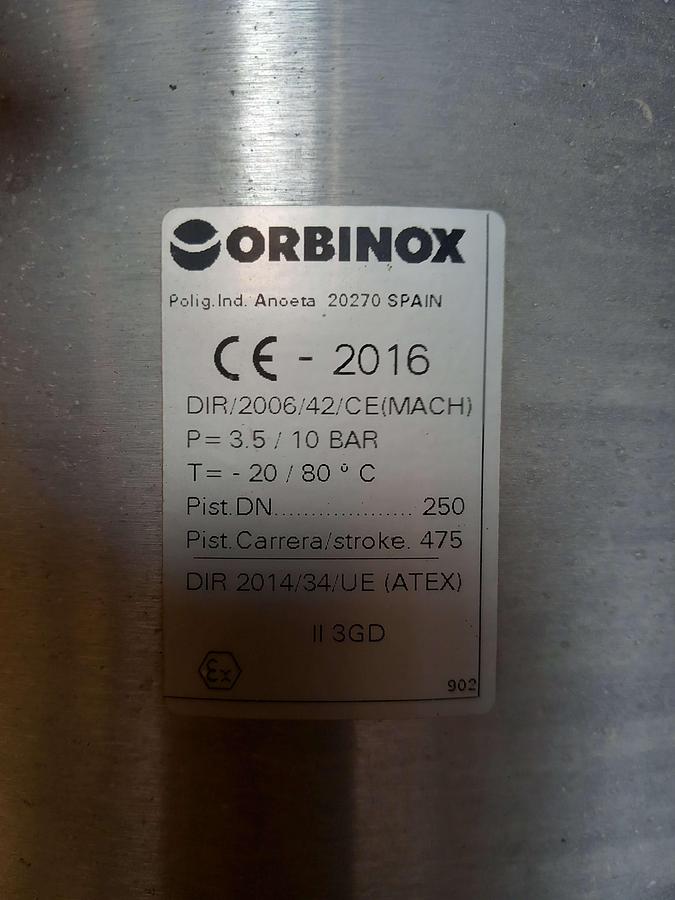 ORBINOX
Polig.Ind. Anoeta 20270 SPAIN
CE - 2016
DIR/2006/42/CE(MACH)
P= 3.5 / 10 BAR
T= - 20 / 80 º C
Pist.DN................... 250
Pist.Carrera/stroke. 475
DIR 2014/34/UE (ATEX)
II 3GD
Ex
902